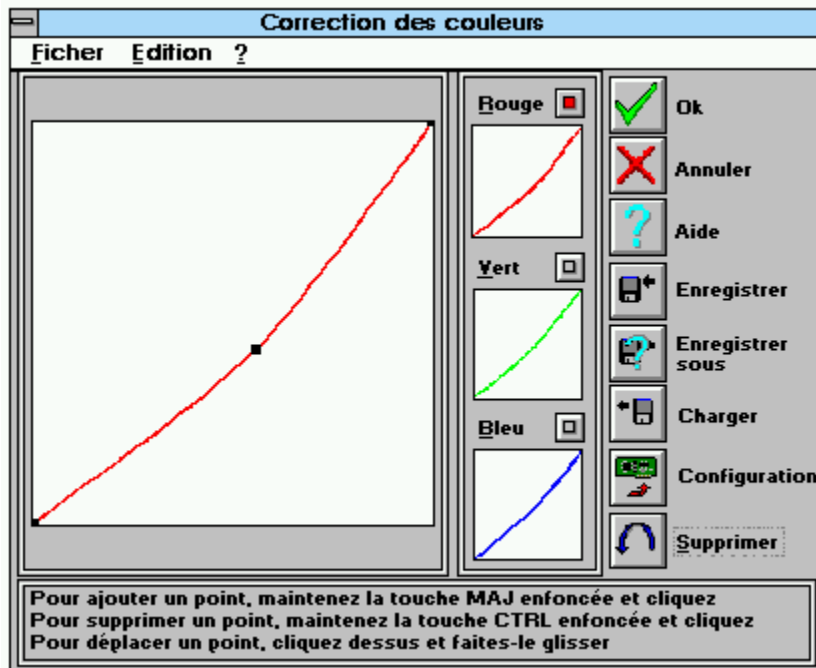 Correction des couleurs
Ficher Edition ?
Rouge
Vert
Bleu
Ok
Annuler
Aide
Enregistrer
Enregistrer
sous
Charger
Configuration
Supprimer
Pour ajouter un point, maintenez la touche MAJ enfoncée et cliquez
Pour supprimer un point, maintenez la touche CTRL enfoncée et cliquez
Pour déplacer un point, cliquez dessus et faites-le glisser